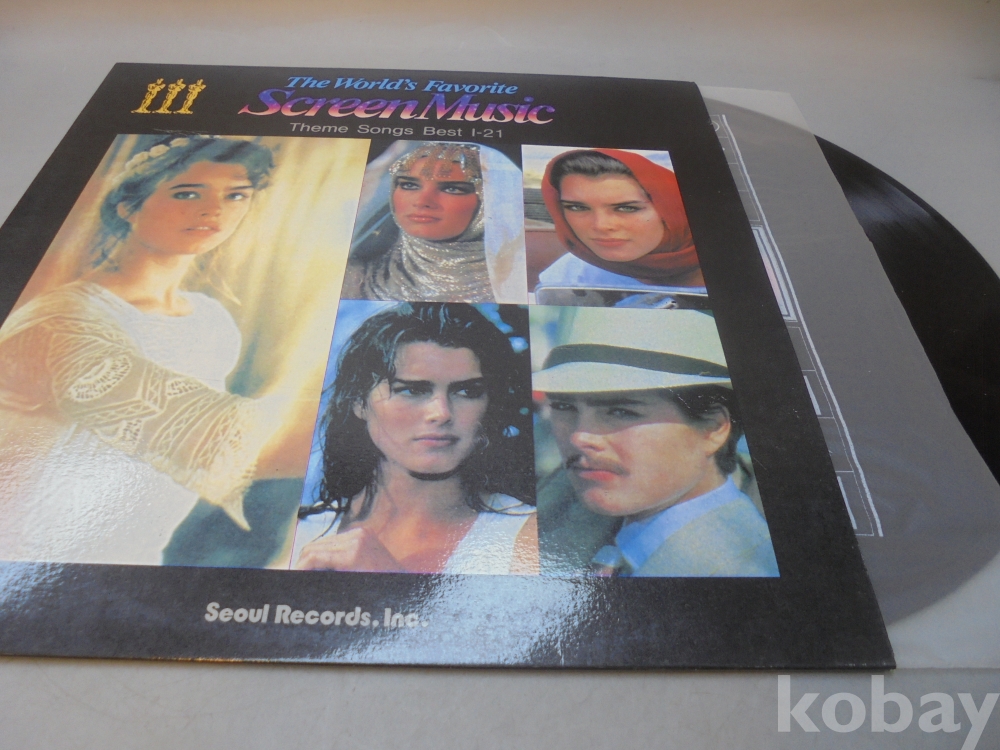 The World's Favorite
Screen Music
Theme Songs Best I-21
Seoul Records, Inc.
kobay